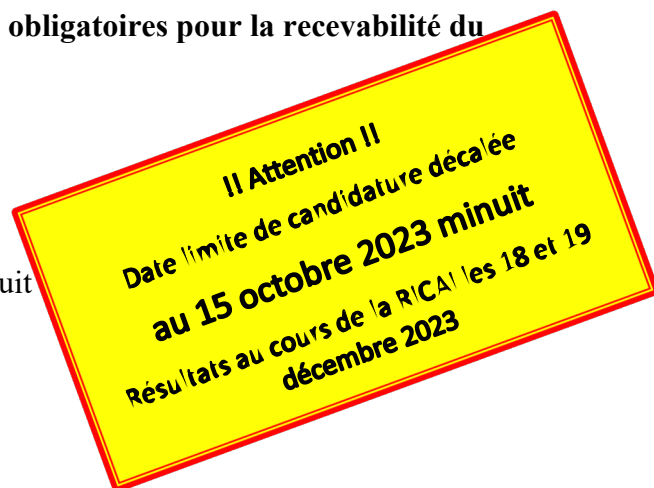 obligatoires pour la recevabilité du
!! Attention !!
Date limite de candidature décalée
au 15 octobre 2023 minuit
uit
Résultats au cours de la RICAI les 18 et 19
décembre 2023